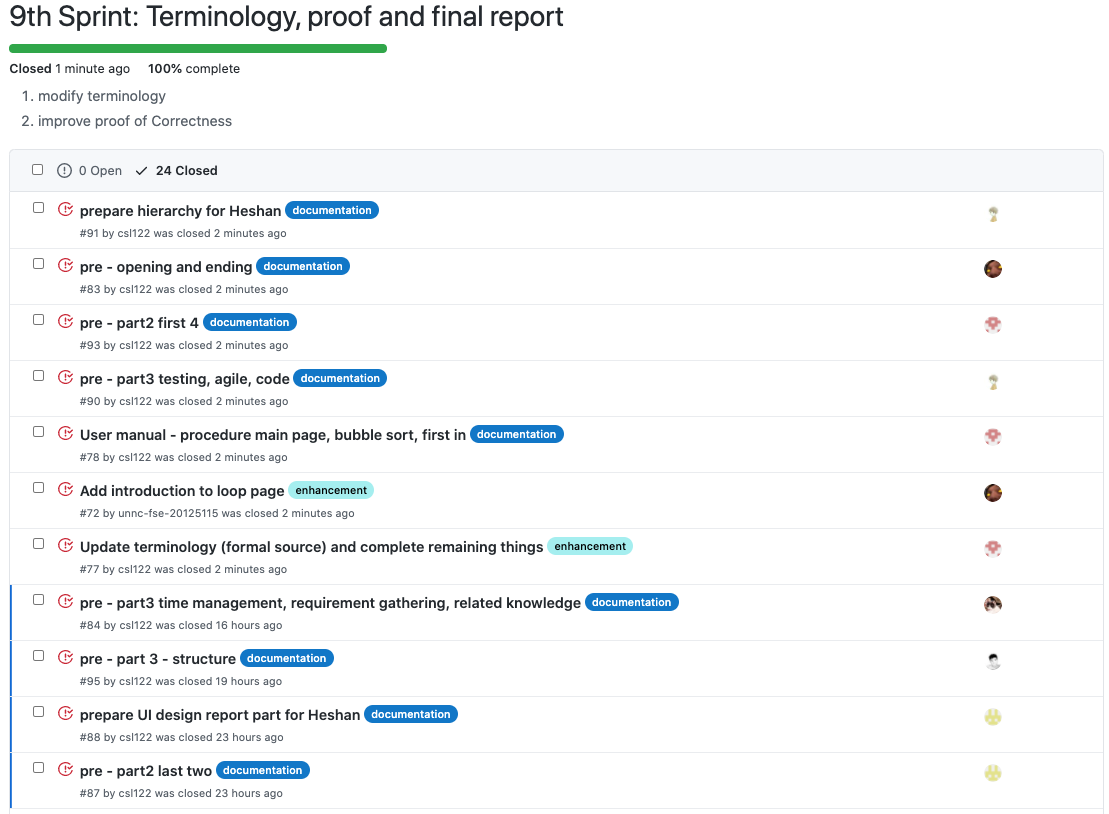 9th Sprint: Terminology, proof and final report
Closed 1 minute ago 100% complete
1. modify terminology
2. improve proof of Correctness
0 Open 24 Closed
prepare hierarchy for Heshan documentation
#91 by csl122 was closed 2 minutes ago
pre - opening and ending documentation
#83 by csl122 was closed 2 minutes ago
pre - part2 first 4 documentation
#93 by csl122 was closed 2 minutes ago
pre - part3 testing, agile, code documentation
#90 by csl122 was closed 2 minutes ago
User manual - procedure main page, bubble sort, first in documentation
#78 by csl122 was closed 2 minutes ago
Add introduction to loop page enhancement
#72 by unnc-fse-20125115 was closed 2 minutes ago
Update terminology (formal source) and complete remaining things enhancement
#77 by csl122 was closed 2 minutes ago
pre - part3 time management, requirement gathering, related knowledge documentation
#84 by csl122 was closed 16 hours ago
pre - part 3 - structure documentation
#95 by csl122 was closed 19 hours ago
prepare UI design report part for Heshan documentation
#88 by csl122 was closed 23 hours ago
pre - part2 last two documentation
#87 by csl122 was closed 23 hours ago